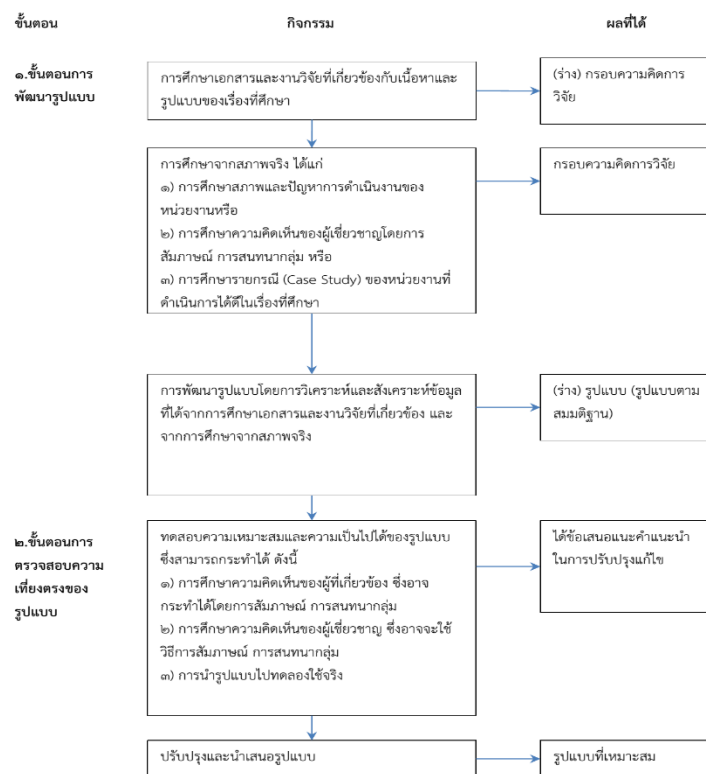 ขั้นตอน
กิจกรรม
ผลที่ได้
๑.ขั้นตอนการ
พัฒนารูปแบบ
การศึกษาเอกสารและงานวิจัยที่เกี่ยวข้องกับเนื้อหาและ
รูปแบบของเรื่องที่ศึกษา
(ร่าง) กรอบความคิดการ
วิจัย
การศึกษาจากสภาพจริง ได้แก่
๑) การศึกษาสภาพและปัญหาการดำเนินงานของ
หน่วยงานหรือ
๒) การศึกษาความคิดเห็นของผู้เชี่ยวชาญโดยการ
สัมภาษณ์ การสนทนากลุ่ม หรือ
๓) การศึกษารายกรณี (Case Study) ของหน่วยงานที่
ดำเนินการได้ดีในเรื่องที่ศึกษา
กรอบความคิดการวิจัย
การพัฒนารูปแบบโดยการวิเคราะห์และสังเคราะห์ข้อมูล
ที่ได้จากการศึกษาเอกสารและงานวิจัยที่เกี่ยวข้อง และ
จากการศึกษาจากสภาพจริง
(ร่าง) รูปแบบ (รูปแบบตาม
สมมติฐาน)
๒.ขั้นตอนการ
ตรวจสอบความ
เที่ยงตรงของ
รูปแบบ
ทดสอบความเหมาะสมและความเป็นไปได้ของรูปแบบ
ซึ่งสามารถกระทำได้ ดังนี้
๑) การศึกษาความคิดเห็นของผู้ที่เกี่ยวข้อง ซึ่งอาจ
กระทำได้โดยการสัมภาษณ์ การสนทนากลุ่ม
๒) การศึกษาความคิดเห็นของผู้เชี่ยวชาญ ซึ่งอาจจะใช้
วิธีการสัมภาษณ์ การสนทนากลุ่ม
๓) การนำรูปแบบไปทดลองใช้จริง
ได้ข้อเสนอแนะคำแนะนำ
ในการปรับปรุงแก้ไข
ปรับปรุงและนำเสนอรูปแบบ
รูปแบบที่เหมาะสม